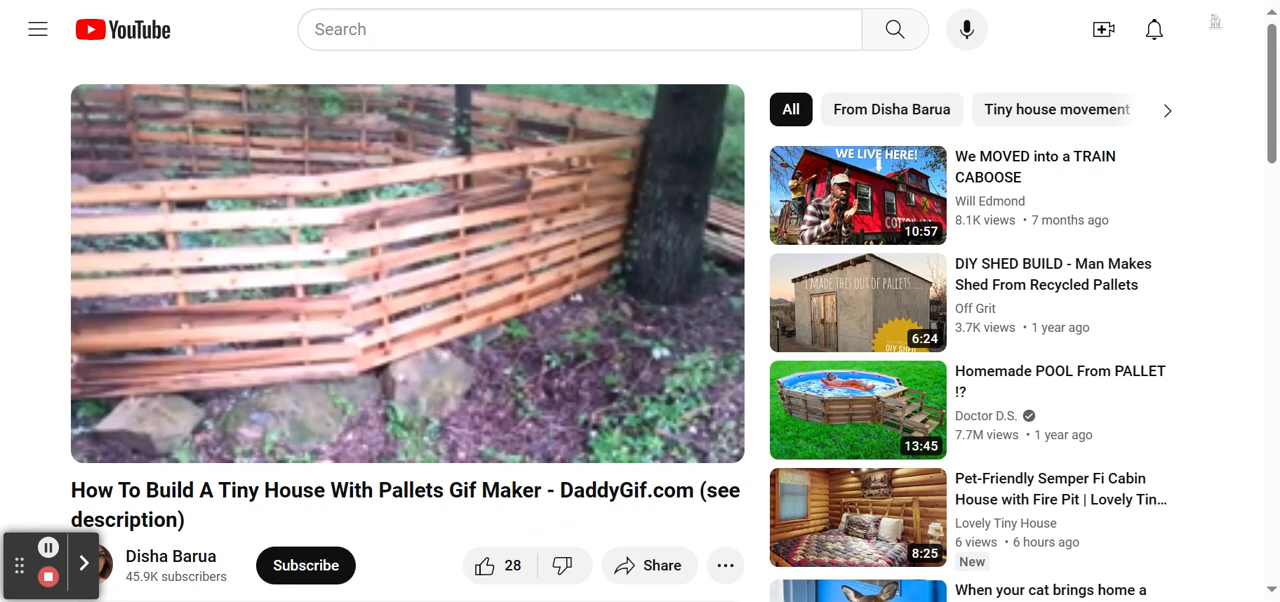 YouTube
Search
All
From Disha Barua
Tiny house movement
WE LIVE HERE!
10:57
We MOVED into a TRAIN
CABOOSE
Will Edmond
8.1K views • 7 months ago
I MADE THIS OUT OF PALLETS.....
DIY SHED
6:24
DIY SHED BUILD - Man Makes
Shed From Recycled Pallets
Off Grit
3.7K views • 1 year ago
13:45
Homemade POOL From PALLET
!?
Doctor D.S.
7.7M views • 1 year ago
8:25
Pet-Friendly Semper Fi Cabin
House with Fire Pit | Lovely Tin...
Lovely Tiny House
6 views • 6 hours ago
New
When your cat brings home a
How To Build A Tiny House With Pallets Gif Maker - DaddyGif.com (see
description)
Disha Barua
45.9K subscribers
Subscribe
28
Share